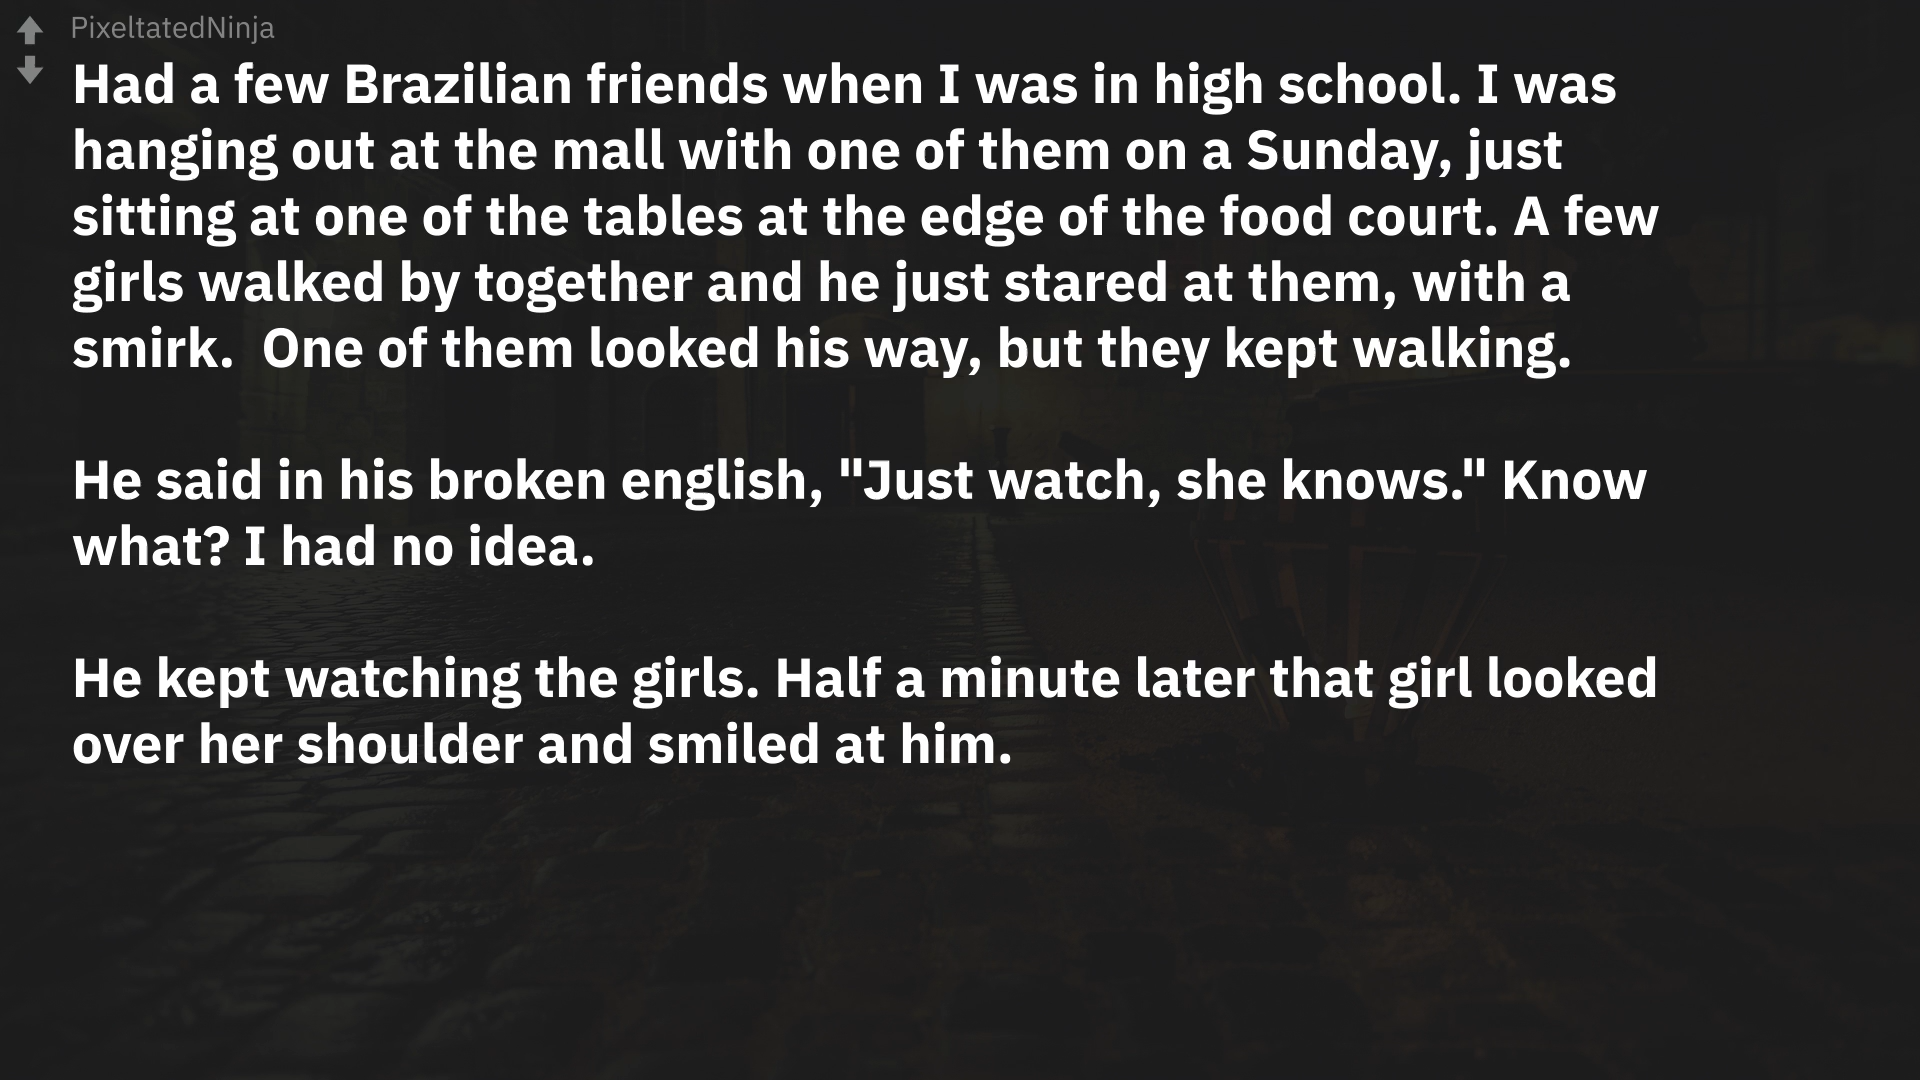 PixeltatedNinja
Had a few Brazilian friends when I was in high school. I was
hanging out at the mall with one of them on a Sunday, just
sitting at one of the tables at the edge of the food court. A few
girls walked by together and he just stared at them, with a
smirk.  One of them looked his way, but they kept walking.
He said in his broken english, "Just watch, she knows." Know
what? I had no idea.
He kept watching the girls. Half a minute later that girl looked
over her shoulder and smiled at him.